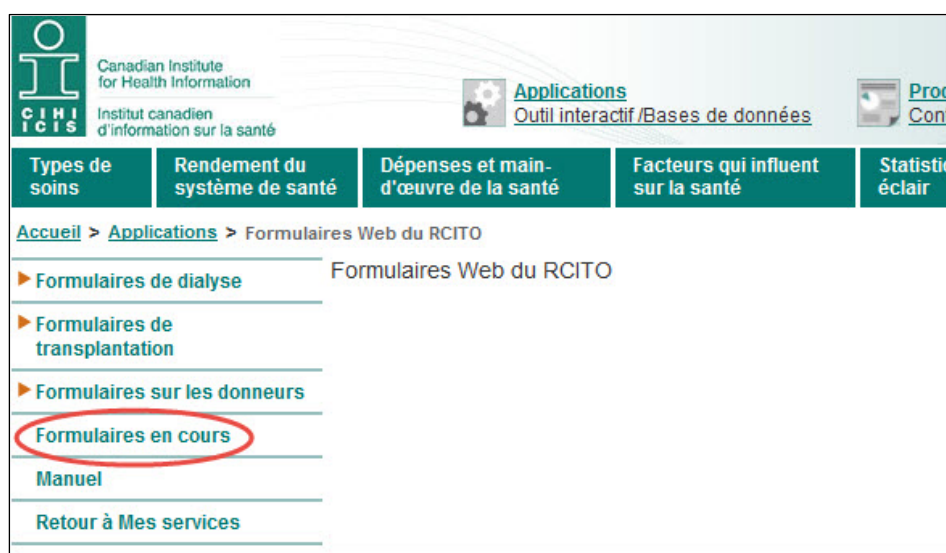 Canadian Institute
for Health Information
CIHI
ICIS
Institut canadien
d'information sur la santé
Applications
Outil interactif/Bases de données
Types de
soins
Rendement du
système de santé
Dépenses et main-
d'œuvre de la santé
Facteurs qui influent
sur la santé
éclair
Accueil > Applications > Formulaires Web du RCITO
Formulaires de dialyse
Formulaires de
transplantation
Formulaires sur les donneurs
Formulaires en cours
Manuel
Retour à Mes services
Formulaires Web du RCITO